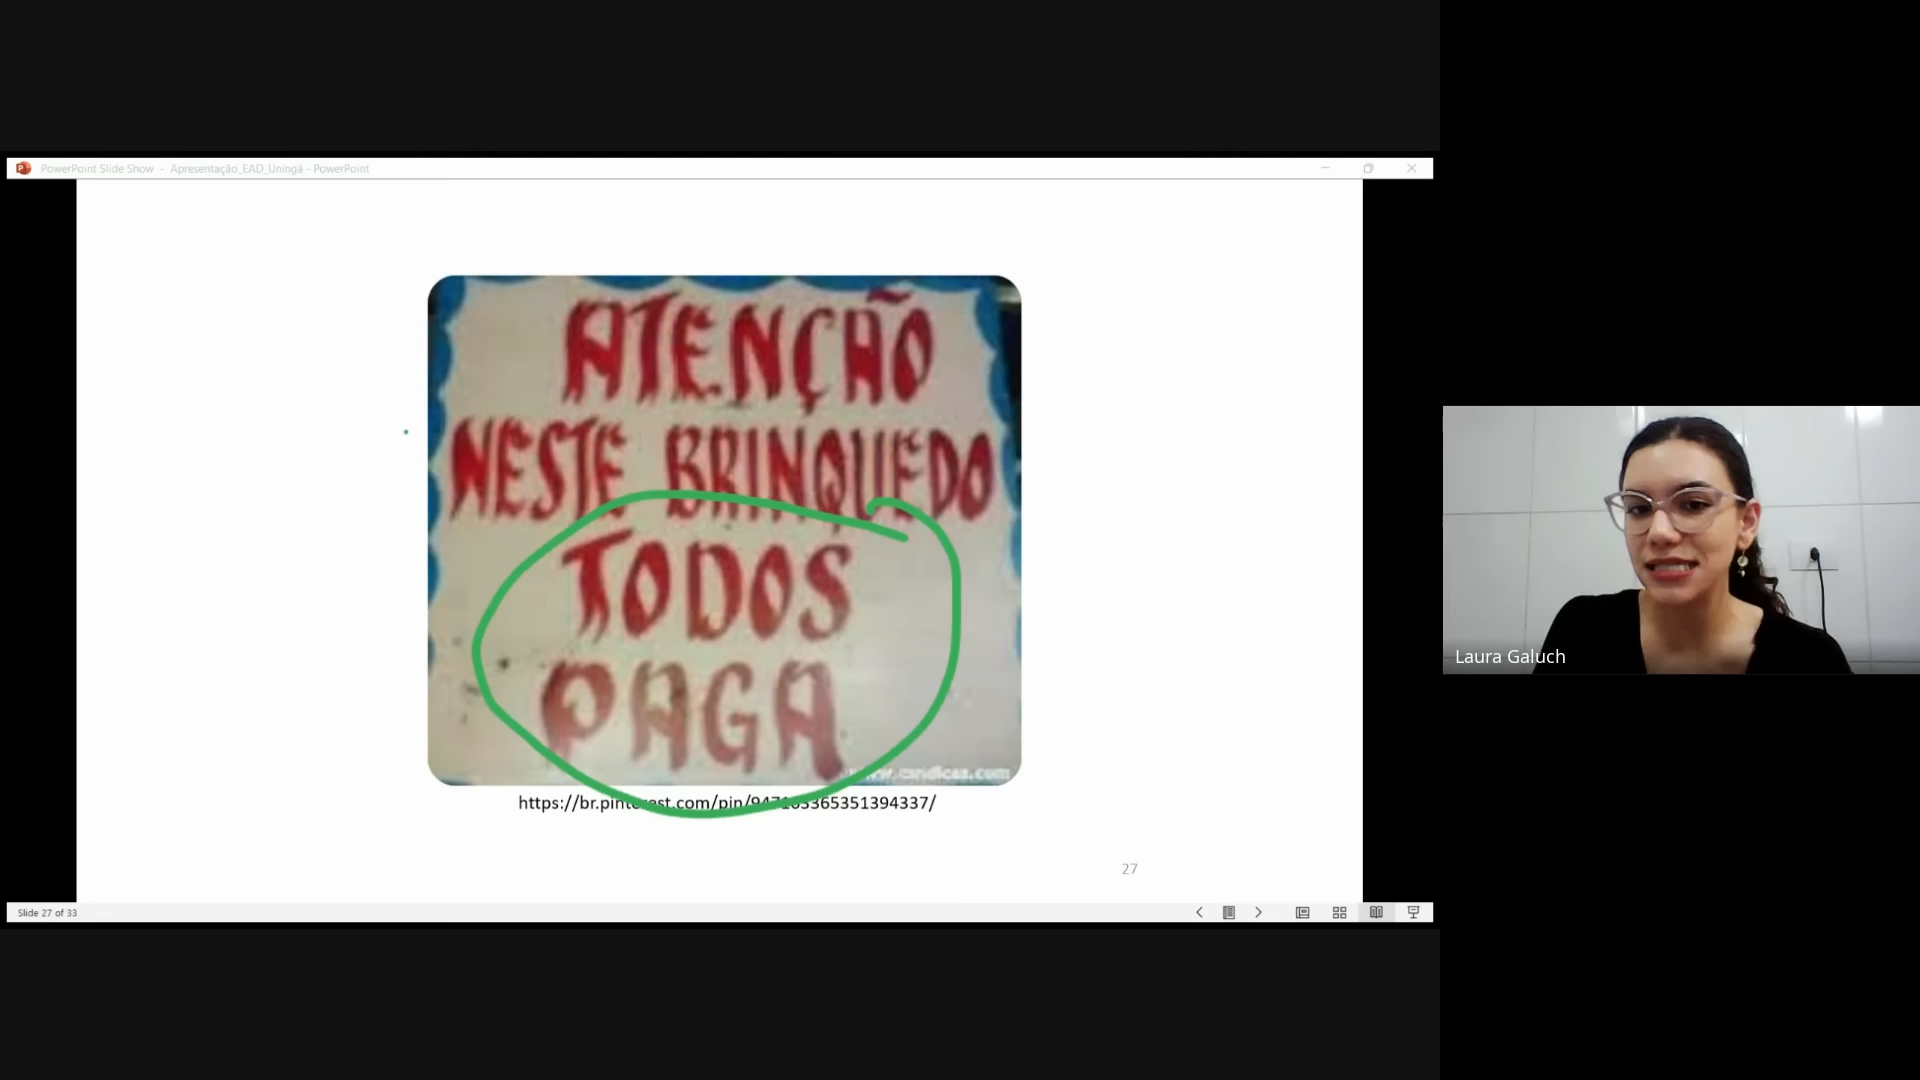 PowerPoint Slide Show - Apresentação_EAD_Uningá - PowerPoint
ATENÇÃO
NESTE BRINQUEDO
TODOS
PAGA
27
Slide 27 of 33
Laura Galuch